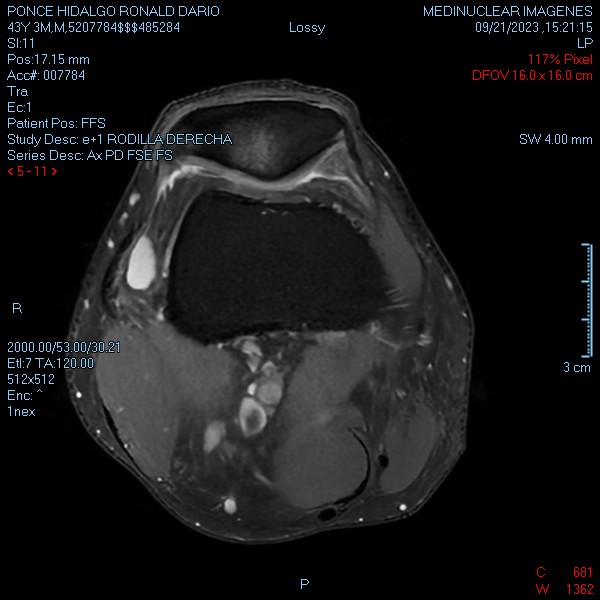 PONCE HIDALGO RONALD DARIO
43Y 3M,M,5207784$$$485284
Sl:11
Pos:17.15 mm
Acc#: 007784
Tra
Ec:1
Patient Pos: FFS
Study Desc: e+1 RODILLA DERECHA
Series Desc: Ax PD FSE FS
< 5 - 11 >
Lossy
MEDINUCLEAR IMAGENES
09/21/2023 ,15:21:15
LP
117% Pixel
DFOV 16.0 x 16.0 cm
SW 4.00 mm
R
2000.00/53.00/30.21
Etl:7 TA:120.00
512x512
Enc: ^
1nex
3 cm
P
C 681
W 1362